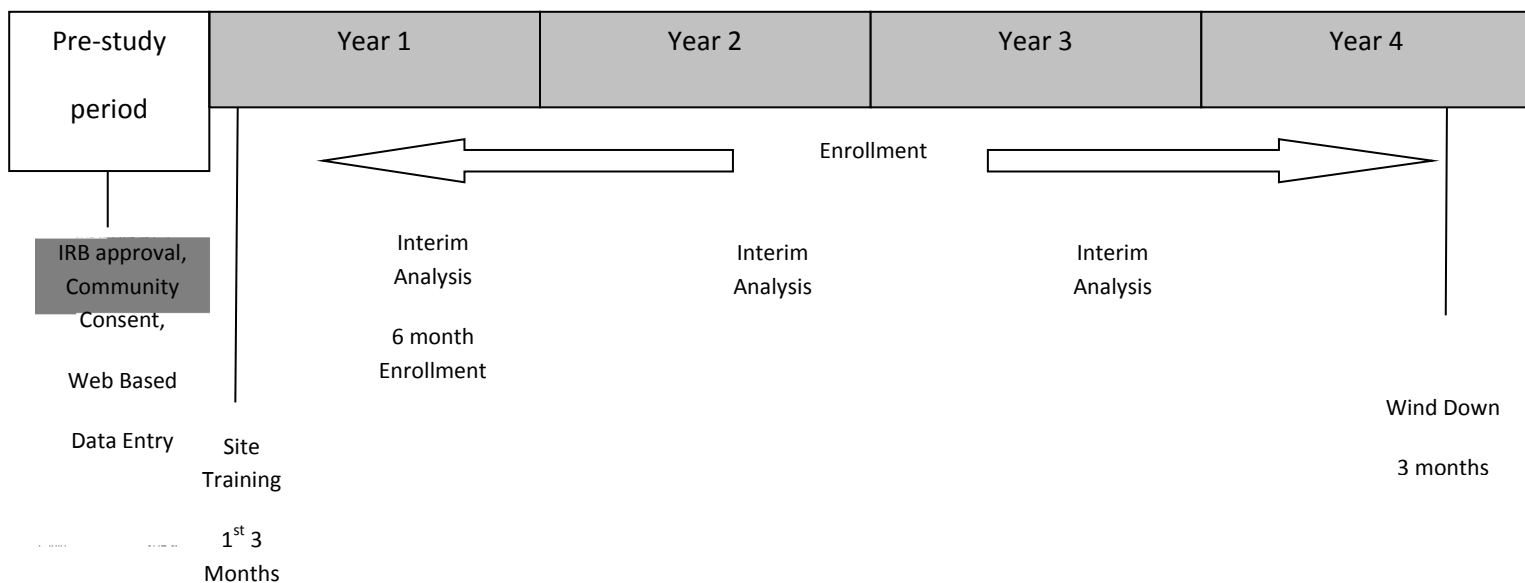 Pre-study
period
Year 1
Year 2
Year 3
Year 4
Enrollment
IRB approval,
Community
Consent,
Web Based
Data Entry
Site
Training
1st 3
Months
Interim
Analysis
6 month
Enrollment
Interim
Analysis
Interim
Analysis
Wind Down
3 months